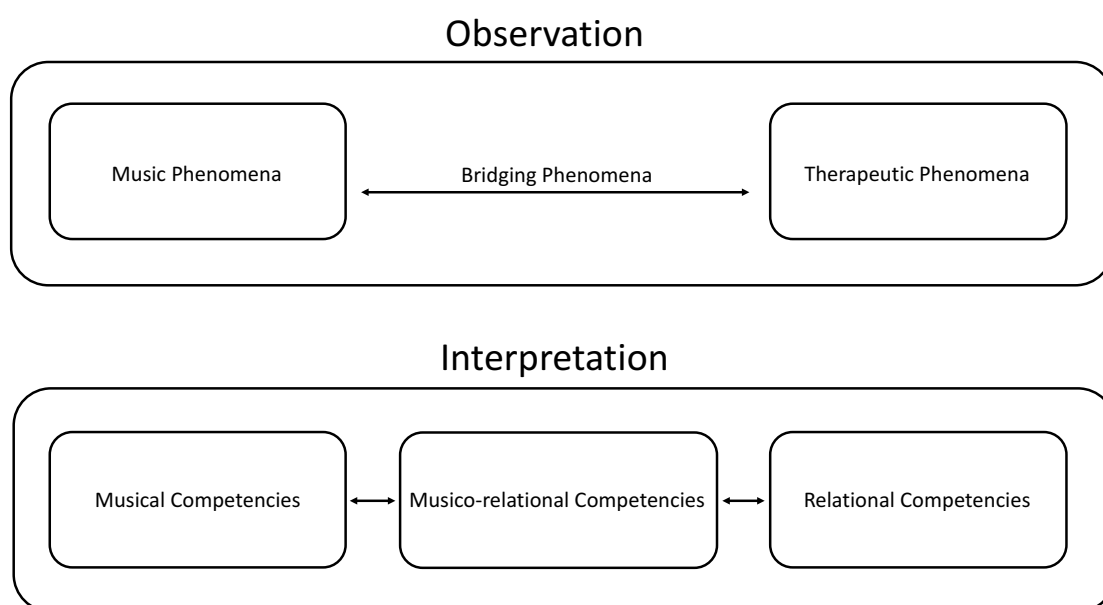 Observation
Music Phenomena
Bridging Phenomena
Therapeutic Phenomena
Interpretation
Musical Competencies
Musico-relational Competencies
Relational Competencies